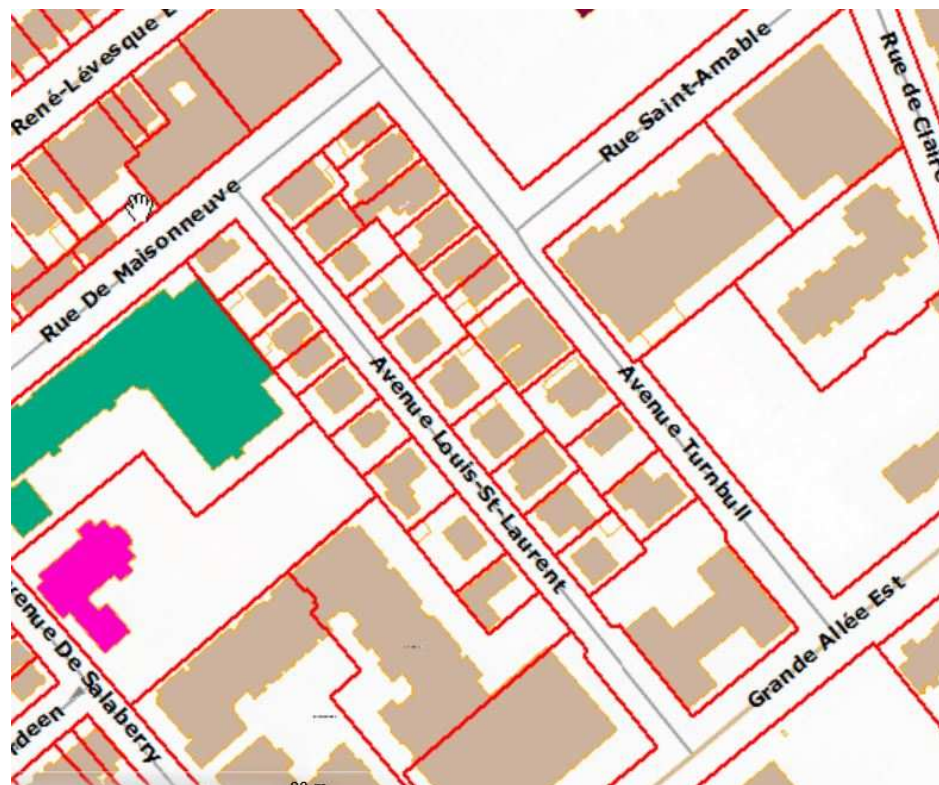 René-Lévesque E
Rue Saint-Amable
Rue de Claire
Rue De Maisonneuve
Avenue Louis-St-Laurent
Avenue Turnbull
Grande Allée Est
venue De Salaberry
rdeen